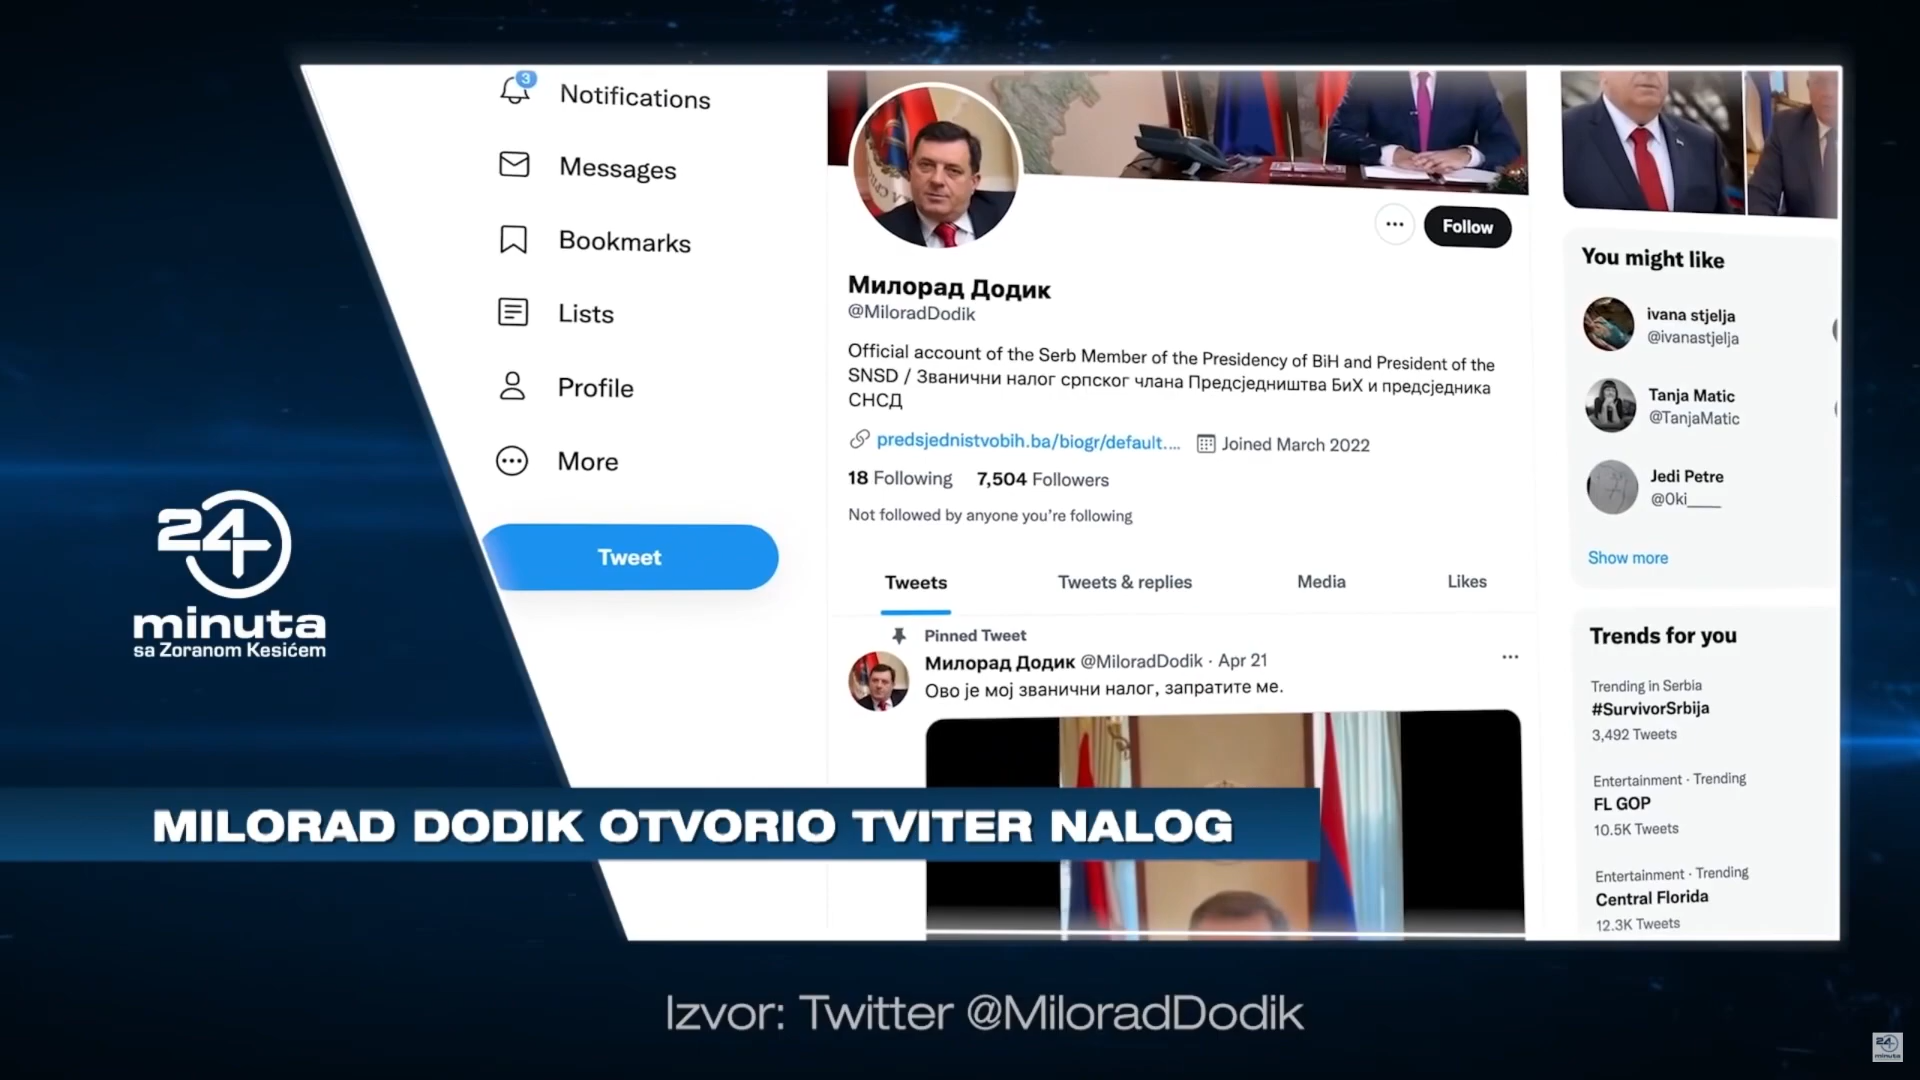 3
Notifications
Messages
Bookmarks
Lists
Profile
More
Tweet
Follow
Милорад Додик
@MiloradDodik
Official account of the Serb Member of the Presidency of BiH and President of the
SNSD / Званични налог српског члана Предсједништва БиХ и предсједника
СНСД
predsjednistvobih.ba/biogr/default.... Joined March 2022
18 Following 7,504 Followers
Not followed by anyone you're following
Tweets Tweets & replies Media Likes
Pinned Tweet
Милорад Додик @MiloradDodik · Apr 21
Ово је мој званични налог, запратите ме.
You might like
ivana stjelja
@ivanastjelja
Tanja Matic
@TanjaMatic
Jedi Petre
@0ki____
Show more
Trends for you
Trending in Serbia
#SurvivorSrbija
3,492 Tweets
Entertainment · Trending
FL GOP
10.5K Tweets
Entertainment · Trending
Central Florida
12.3K Tweets
24
minuta
sa Zoranom Kesićem
MILORAD DODIK OTVORIO TVITER NALOG
Izvor: Twitter @MiloradDodik
24
minuta